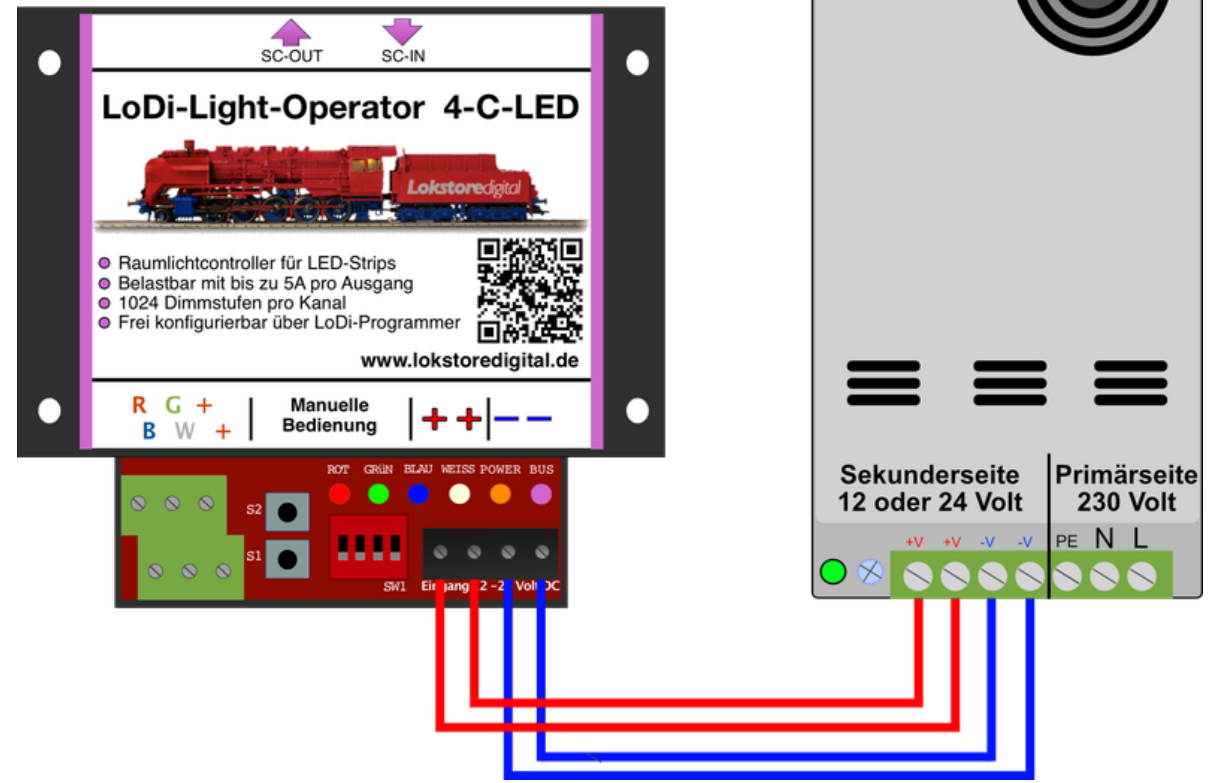 SC-OUT SC-IN
LoDi-Light-Operator 4-C-LED
Lokstoredigital
Raumlichtcontroller für LED-Strips
Belastbar mit bis zu 5A pro Ausgang
1024 Dimmstufen pro Kanal
Frei konfigurierbar über LoDi-Programmer
www.lokstoredigital.de
R G +
B W +
Manuelle
Bedienung
+ + − −
ROT GRÜN BLAU WEISS POWER BUS
S2
S1
SW1
Volt DC
Sekunderseite
12 oder 24 Volt
Primärseite
230 Volt
+V +V -V -V PE N L